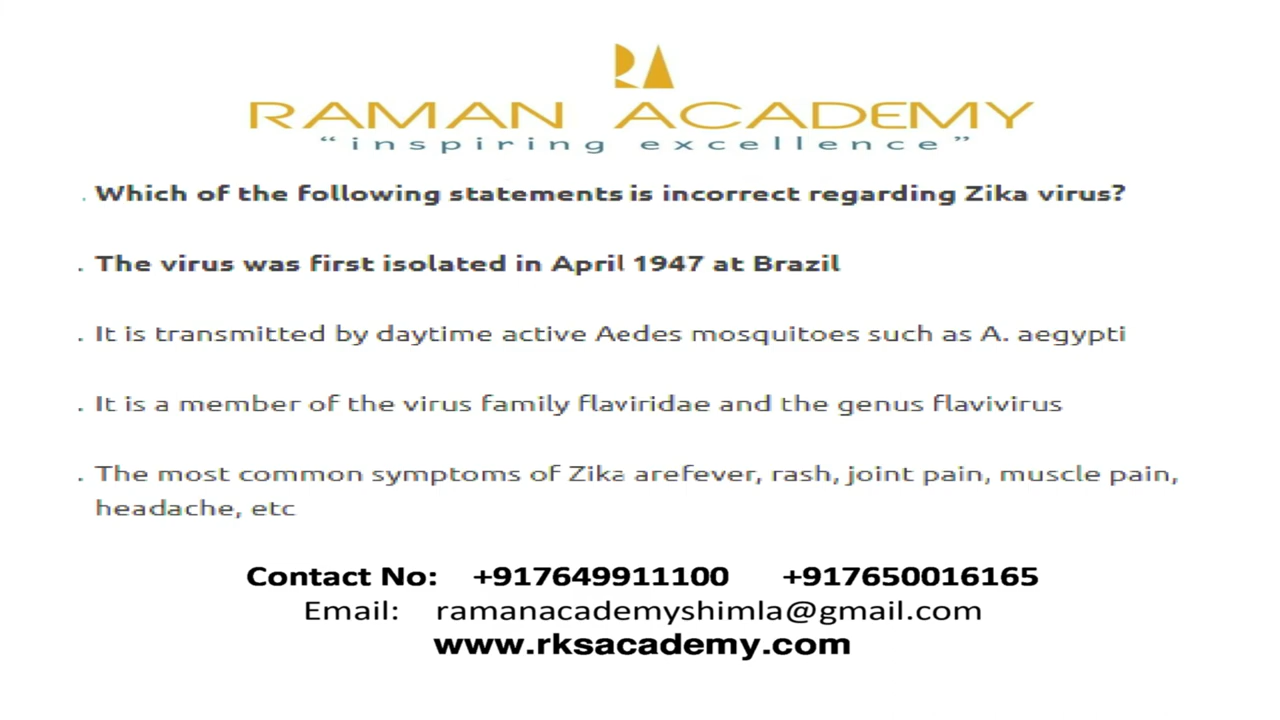 RA
RAMAN ACADEMY
“inspiring excellence”
. Which of the following statements is incorrect regarding Zika virus?
. The virus was first isolated in April 1947 at Brazil
. It is transmitted by daytime active Aedes mosquitoes such as A. aegypti
. It is a member of the virus family flaviridae and the genus flavivirus
. The most common symptoms of Zika arefever, rash, joint pain, muscle pain,
headache, etc
Contact No: +917649911100 +917650016165
Email: ramanacademyshimla@gmail.com
www.rksacademy.com